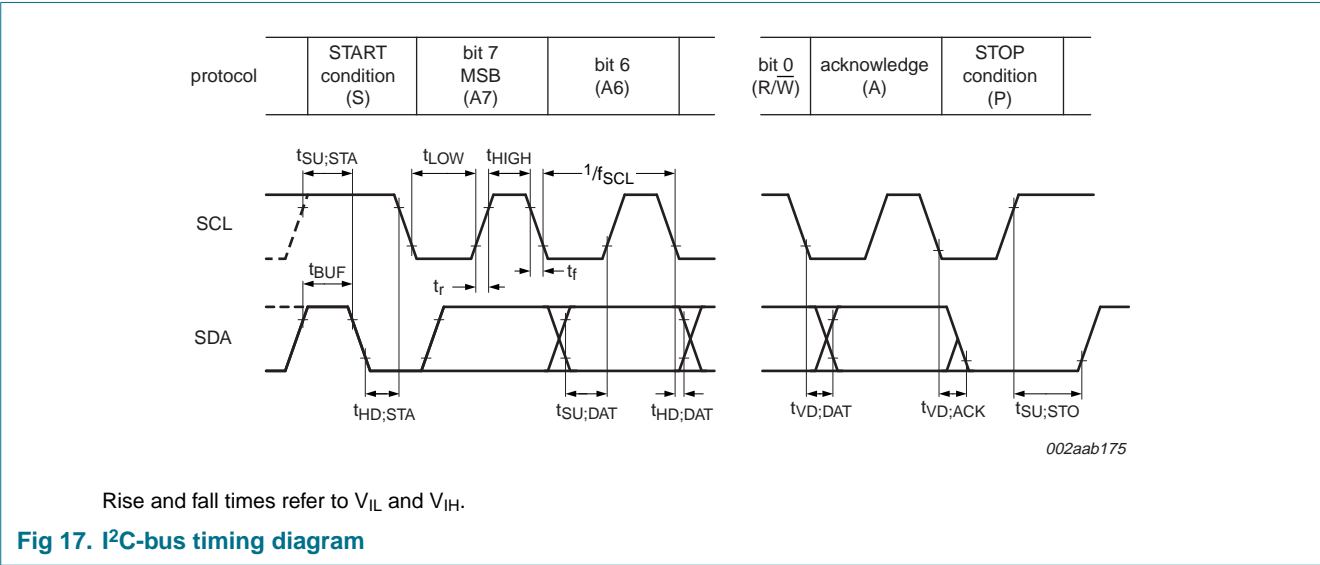 protocol
START
condition
(S)
bit 7
MSB
(A7)
bit 6
(A6)
bit 0
(R/W̅)
acknowledge
(A)
STOP
condition
(P)
tSU;STA
tLOW
tHIGH
1/fSCL
SCL
tBUF
tr
tf
SDA
tHD;STA
tSU;DAT
tHD;DAT
tVD;DAT
tVD;ACK
tSU;STO
002aab175
Rise and fall times refer to VIL and VIH.
Fig 17. I²C-bus timing diagram